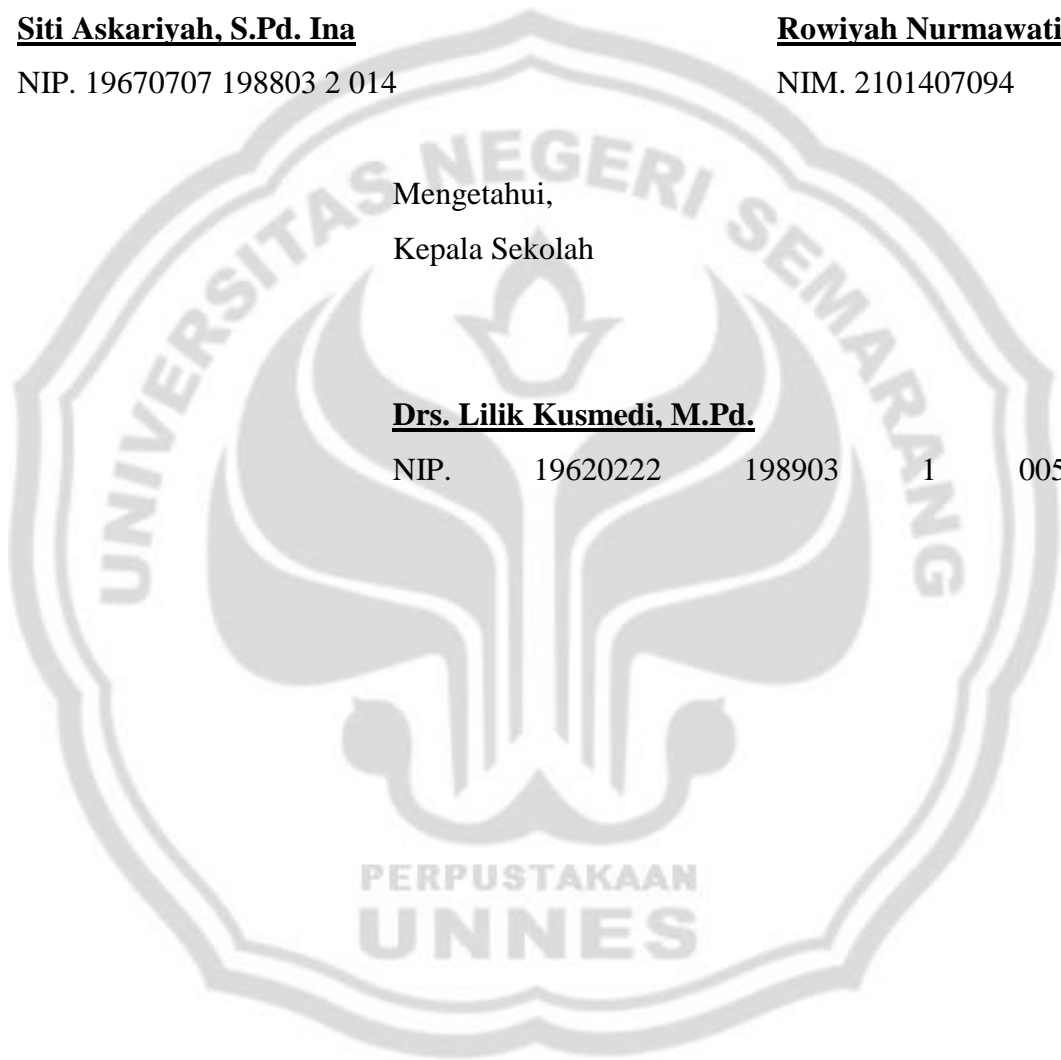 Siti Askariyah, S.Pd. Ina
Rowiyah Nurmawati
NIP. 19670707 198803 2 014
NIM. 2101407094
Mengetahui,
Kepala Sekolah
Drs. Lilik Kusmedi, M.Pd.
NIP. 19620222 198903 1 005
UNIVERSITAS NEGERI SEMARANG
PERPUSTAKAAN
UNNES